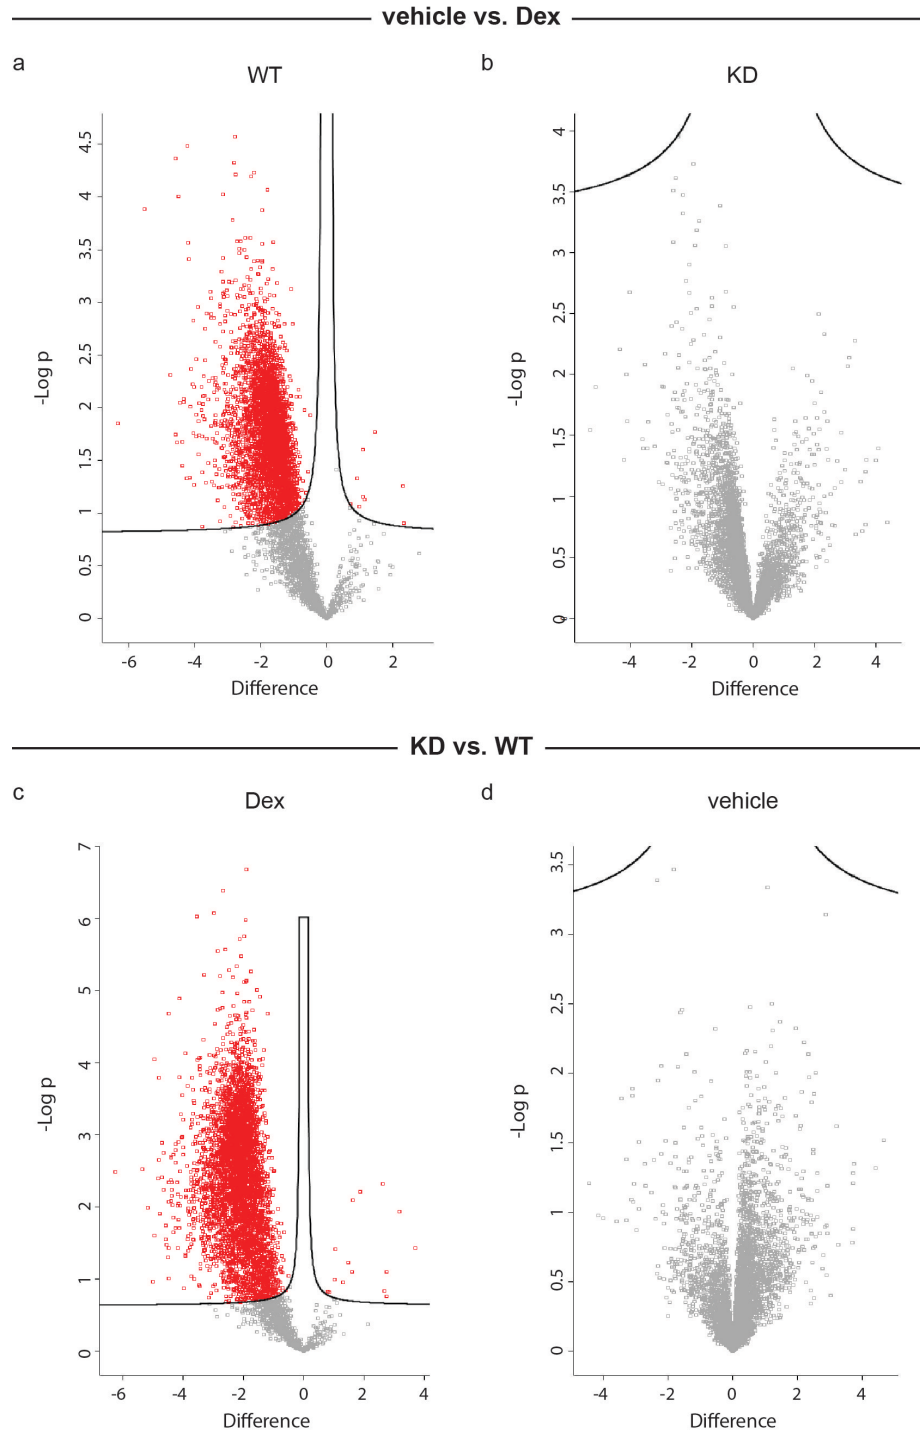 vehicle vs. Dex
a
WT
b
KD
-Log p
4.5
4
3.5
3
2.5
2
1.5
1
0.5
0
-6 -4 -2 0 2
Difference
-Log p
4
3.5
3
2.5
2
1.5
1
0.5
0
-4 -2 0 2 4
Difference
KD vs. WT
c
Dex
d
vehicle
-Log p
7
6
5
4
3
2
1
0
-6 -4 -2 0 2 4
Difference
-Log p
3.5
3
2.5
2
1.5
1
0.5
0
-4 -2 0 2 4
Difference